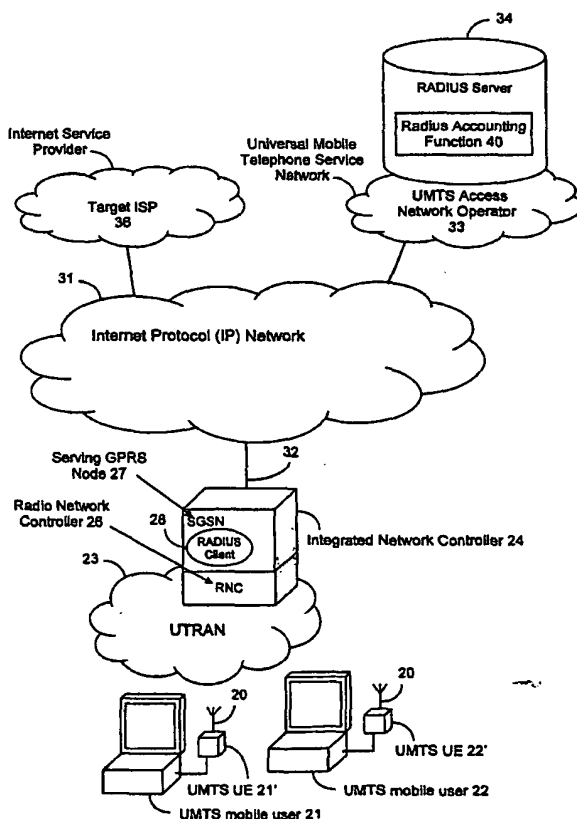 34
RADIUS Server
Radius Accounting
Function 40
Internet Service
Provider
Universal Mobile
Telephone Service
Network
Target ISP
36
UMTS Access
Network Operator
33
31
Internet Protocol (IP) Network
32
Serving GPRS
Node 27
Radio Network
Controller 26
28
SGSN
RADIUS
Client
Integrated Network Controller 24
23
RNC
UTRAN
20
20
UMTS UE 21'
UMTS UE 22'
UMTS mobile user 21
UMTS mobile user 22